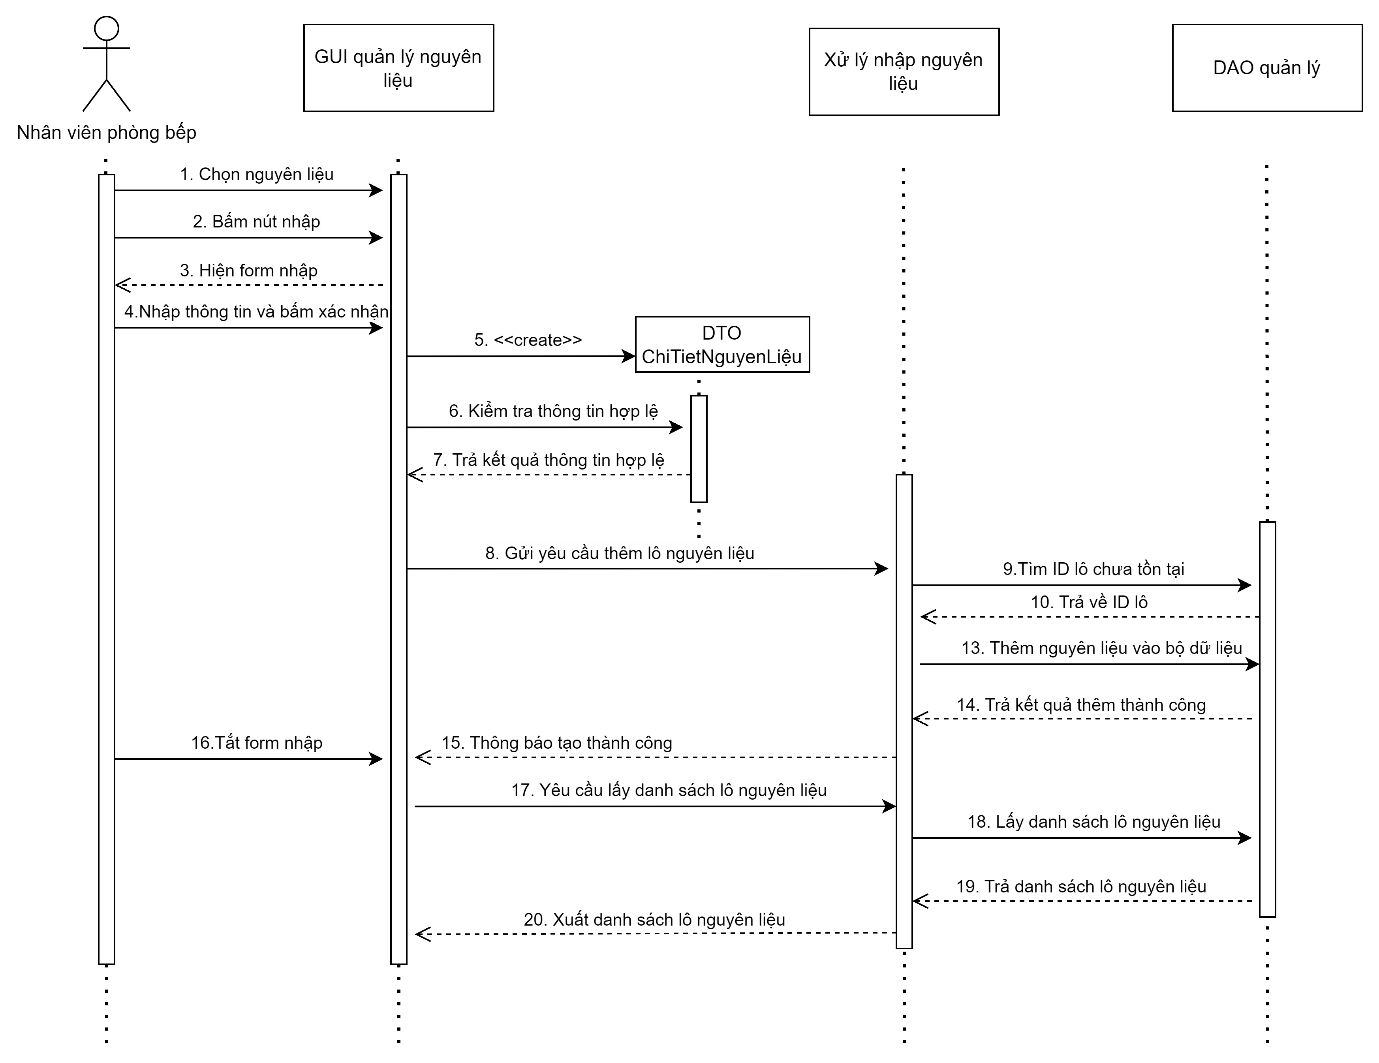 GUI quản lý nguyên
liệu
Xử lý nhập nguyên
liệu
DAO quản lý
Nhân viên phòng bếp
1. Chọn nguyên liệu
2. Bấm nút nhập
3. Hiện form nhập
4.Nhập thông tin và bấm xác nhận
5. <<create>>
DTO
ChiTietNguyenLiệu
6. Kiểm tra thông tin hợp lệ
7. Trả kết quả thông tin hợp lệ
8. Gửi yêu cầu thêm lô nguyên liệu
9.Tìm ID lô chưa tồn tại
10. Trả về ID lô
13. Thêm nguyên liệu vào bộ dữ liệu
14. Trả kết quả thêm thành công
16.Tắt form nhập
15. Thông báo tạo thành công
17. Yêu cầu lấy danh sách lô nguyên liệu
18. Lấy danh sách lô nguyên liệu
19. Trả danh sách lô nguyên liệu
20. Xuất danh sách lô nguyên liệu